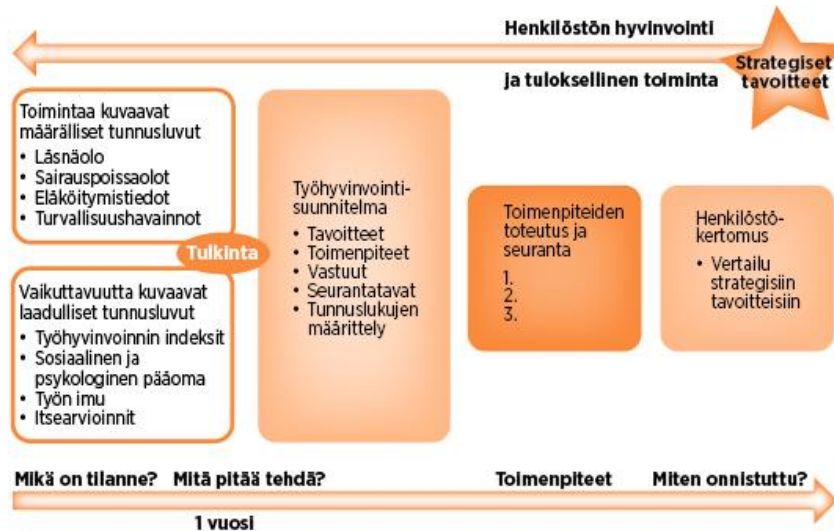 Henkilöstön hyvinvointi
ja tuloksellinen toiminta
Strategiset
tavoitteet
Toimintaa kuvaavat
määrälliset tunnusluvut
• Läsnäolo
• Sairauspoissaolot
• Eläköitymistiedot
• Turvallisuushavainnot
Tulkinta
Vaikuttavuutta kuvaavat
laadulliset tunnusluvut
• Työhyvinvoinnin indeksit
• Sosiaalinen ja
psykologinen pääoma
• Työn imu
• Itsearvioinnit
Työhyvinvointi-
suunnitelma
• Tavoitteet
• Toimenpiteet
• Vastuut
• Seurantatavat
• Tunnuslukujen
määrittely
Toimenpiteiden
toteutus ja
seuranta
1.
2.
3.
Henkilöstö-
kertomus
• Vertailu
strategisiin
tavoitteisiin
Mikä on tilanne?
Mitä pitää tehdä?
Toimenpiteet
Miten onnistuttu?
1 vuosi